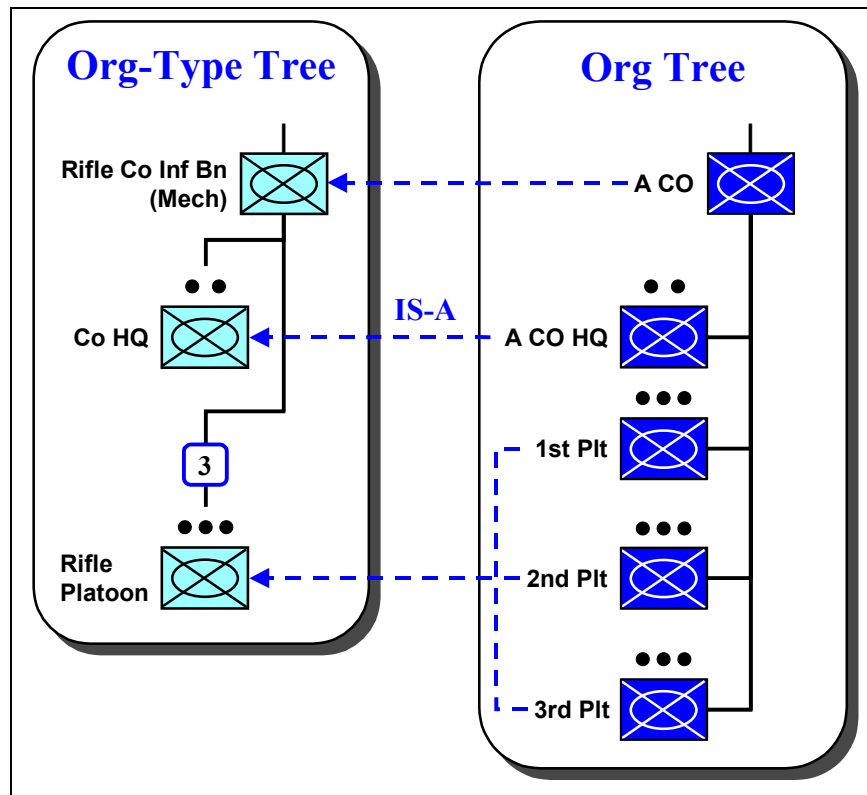 Org-Type Tree
Org Tree
Rifle Co Inf Bn
(Mech)
A CO
IS-A
Co HQ
A CO HQ
1st Plt
3
Rifle
Platoon
2nd Plt
3rd Plt